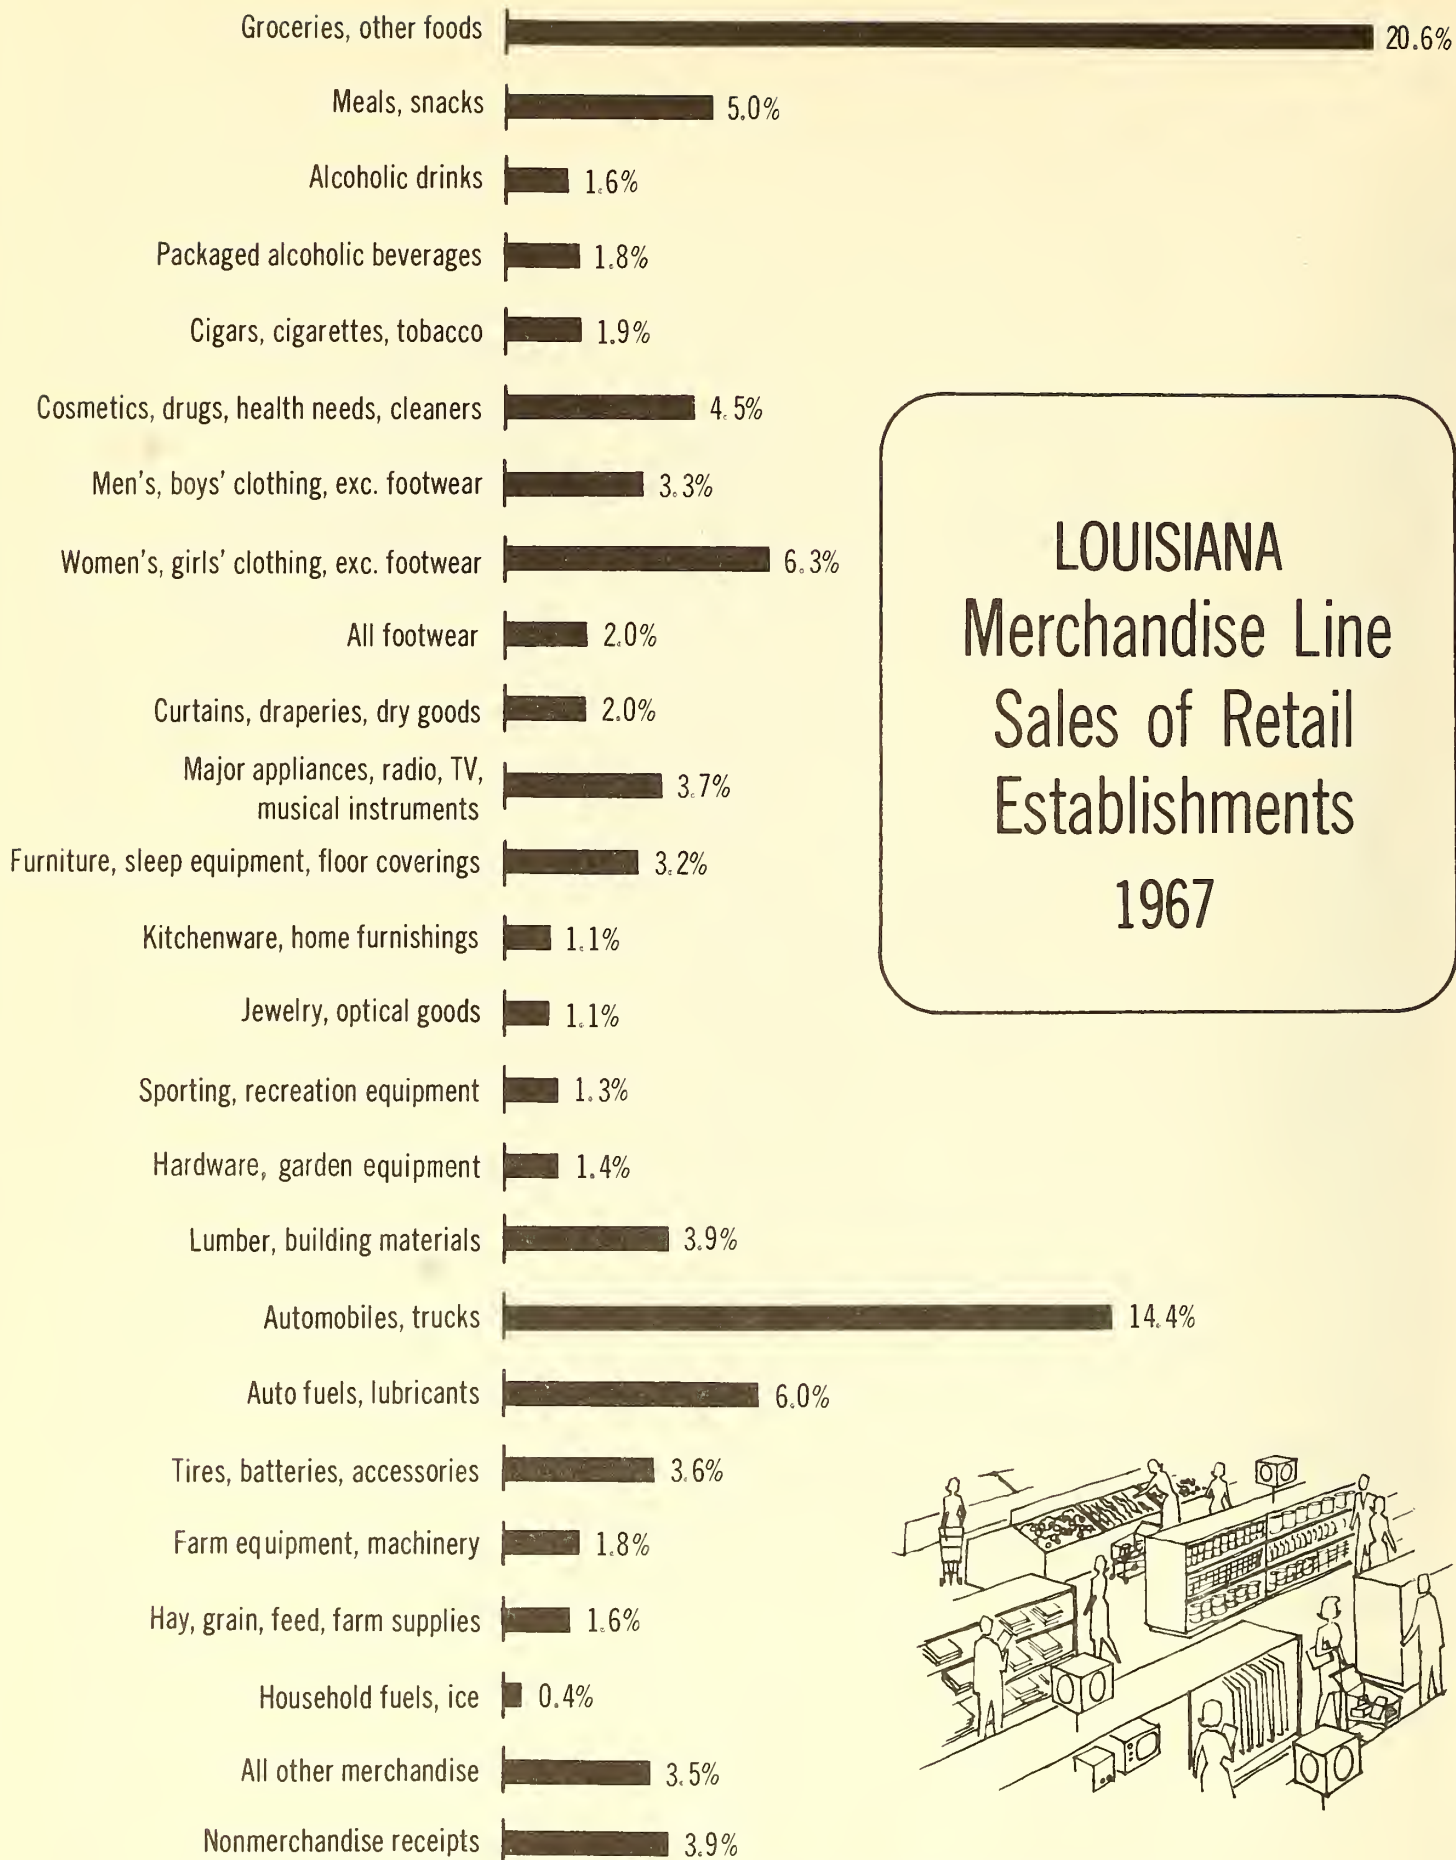 Groceries, other foods 20.6%
Meals, snacks 5.0%
Alcoholic drinks 1.6%
Packaged alcoholic beverages 1.8%
Cigars, cigarettes, tobacco 1.9%
Cosmetics, drugs, health needs, cleaners 4.5%
Men's, boys' clothing, exc. footwear 3.3%
Women's, girls' clothing, exc. footwear 6.3%
All footwear 2.0%
Curtains, draperies, dry goods 2.0%
Major appliances, radio, TV,
musical instruments 3.7%
Furniture, sleep equipment, floor coverings 3.2%
Kitchenware, home furnishings 1.1%
Jewelry, optical goods 1.1%
Sporting, recreation equipment 1.3%
Hardware, garden equipment 1.4%
Lumber, building materials 3.9%
Automobiles, trucks 14.4%
Auto fuels, lubricants 6.0%
Tires, batteries, accessories 3.6%
Farm equipment, machinery 1.8%
Hay, grain, feed, farm supplies 1.6%
Household fuels, ice 0.4%
All other merchandise 3.5%
Nonmerchandise receipts 3.9%
LOUISIANA
Merchandise Line
Sales of Retail
Establishments
1967